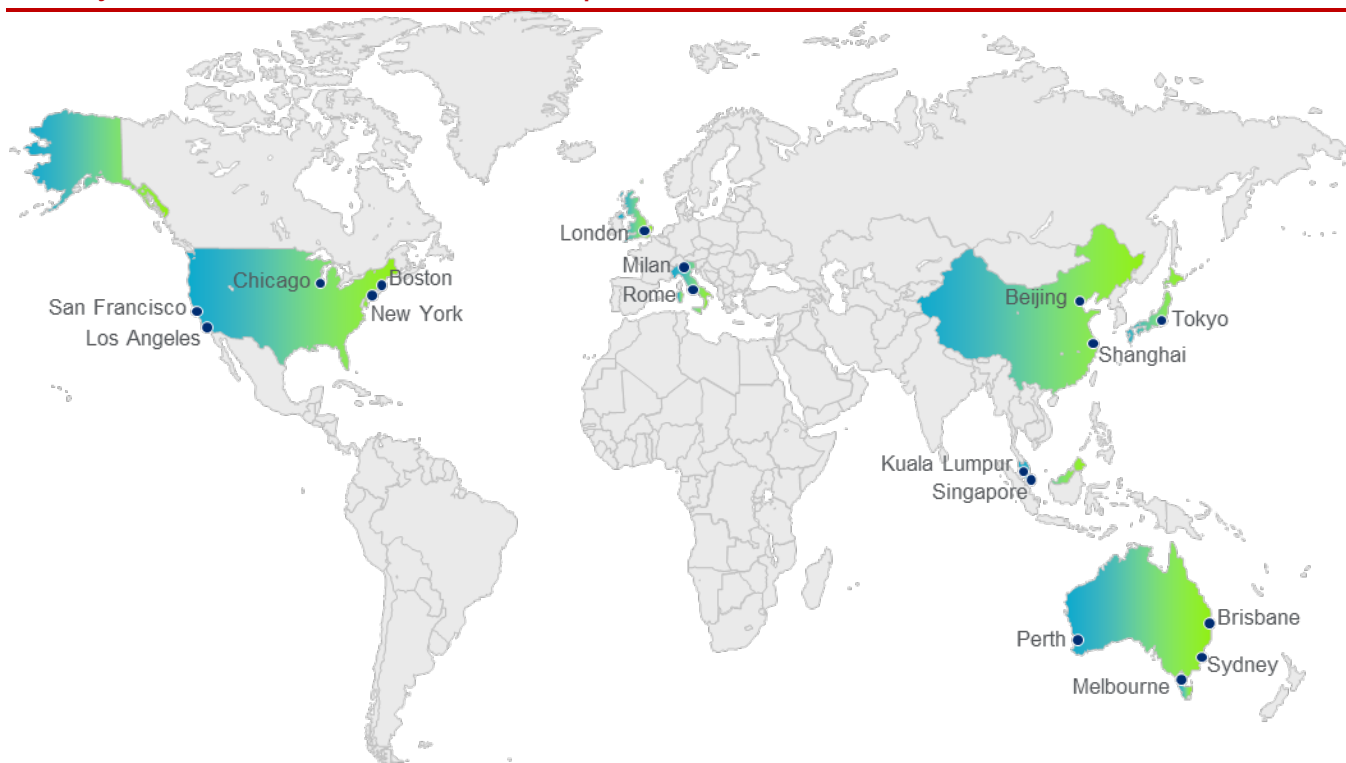 London
Milan
Chicago
Boston
Rome
Beijing
San Francisco
New York
Tokyo
Los Angeles
Shanghai
Kuala Lumpur
Singapore
Brisbane
Perth
Sydney
Melbourne